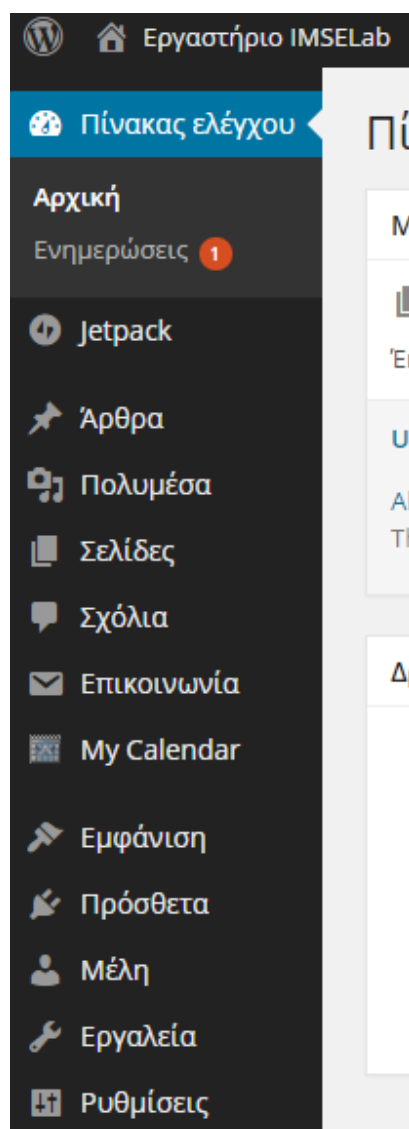 Εργαστήριο IMSELab
Πίνακας ελέγχου
Αρχική
Ενημερώσεις 1
Jetpack
Άρθρα
Πολυμέσα
Σελίδες
Σχόλια
Επικοινωνία
My Calendar
Εμφάνιση
Πρόσθετα
Μέλη
Εργαλεία
Ρυθμίσεις